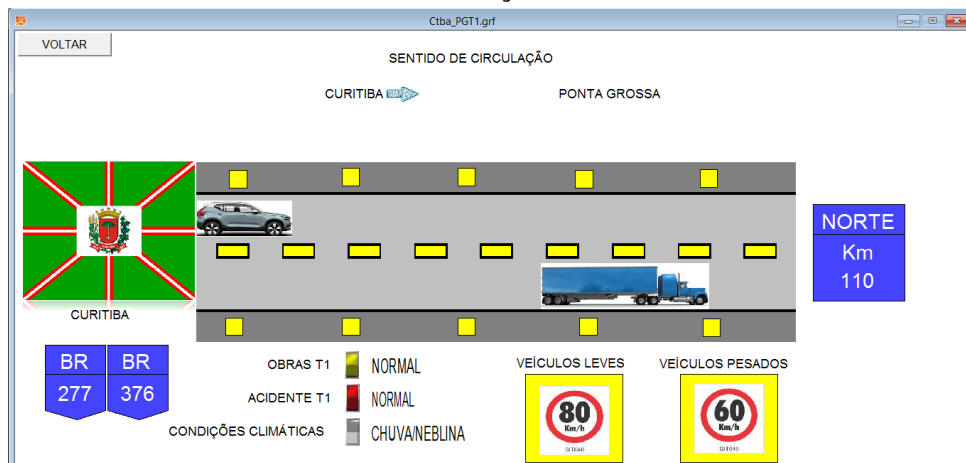 Ctba_PGT1.grf
VOLTAR
SENTIDO DE CIRCULAÇÃO
CURITIBA
PONTA GROSSA
NORTE
Km
110
CURITIBA
BR
277
BR
376
OBRAS T1 NORMAL
ACIDENTE T1 NORMAL
CONDIÇÕES CLIMÁTICAS CHUVA/NEBLINA
VEÍCULOS LEVES
80
Km/h
VEÍCULOS PESADOS
60
Km/h